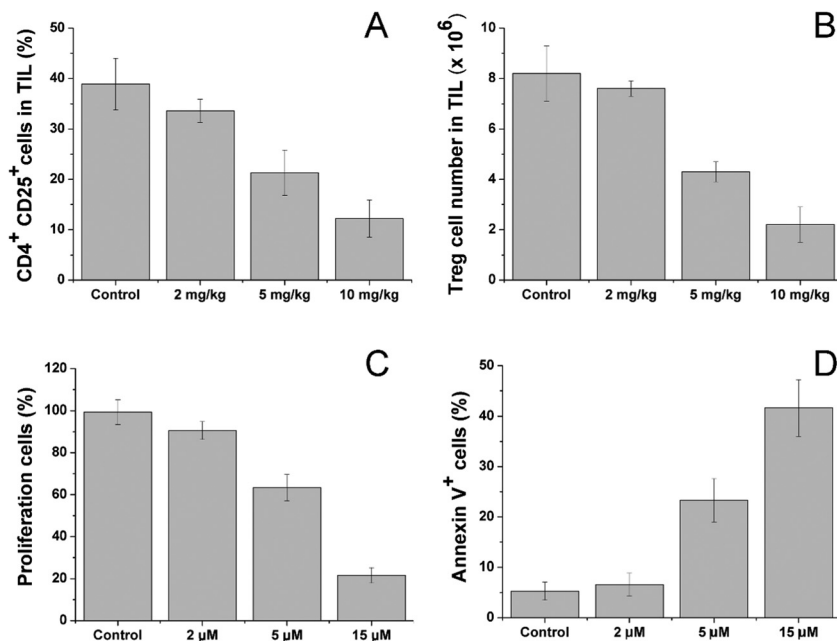 A
CD4+ CD25+cells in TIL (%)
50
40
30
20
10
0
Control 2 mg/kg 5 mg/kg 10 mg/kg
B
Treg cell number in TIL (x 10^6)
10
8
6
4
2
0
Control 2 mg/kg 5 mg/kg 10 mg/kg
C
Proliferation cells (%)
120
100
80
60
40
20
0
Control 2 µM 5 µM 15 µM
D
Annexin V+ cells (%)
50
40
30
20
10
0
Control 2 µM 5 µM 15 µM